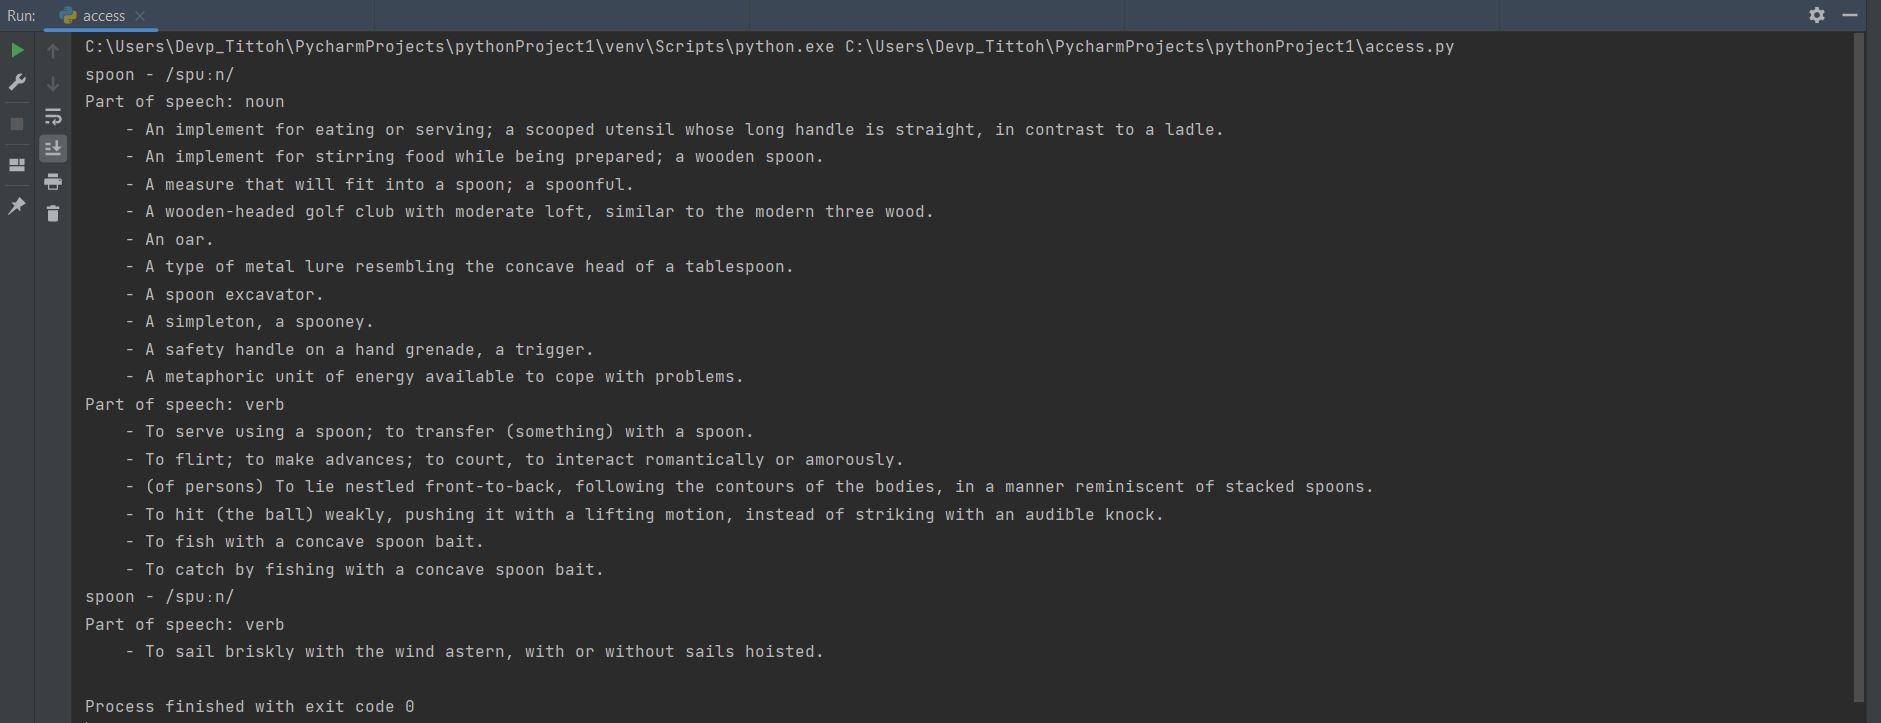 Run: access
C:\Users\Devp_Tittoh\PycharmProjects\pythonProject1\venv\Scripts\python.exe C:\Users\Devp_Tittoh\PycharmProjects\pythonProject1\access.py
spoon - /spuːn/
Part of speech: noun
    - An implement for eating or serving; a scooped utensil whose long handle is straight, in contrast to a ladle.
    - An implement for stirring food while being prepared; a wooden spoon.
    - A measure that will fit into a spoon; a spoonful.
    - A wooden-headed golf club with moderate loft, similar to the modern three wood.
    - An oar.
    - A type of metal lure resembling the concave head of a tablespoon.
    - A spoon excavator.
    - A simpleton, a spooney.
    - A safety handle on a hand grenade, a trigger.
    - A metaphoric unit of energy available to cope with problems.
Part of speech: verb
    - To serve using a spoon; to transfer (something) with a spoon.
    - To flirt; to make advances; to court, to interact romantically or amorously.
    - (of persons) To lie nestled front-to-back, following the contours of the bodies, in a manner reminiscent of stacked spoons.
    - To hit (the ball) weakly, pushing it with a lifting motion, instead of striking with an audible knock.
    - To fish with a concave spoon bait.
    - To catch by fishing with a concave spoon bait.
spoon - /spuːn/
Part of speech: verb
    - To sail briskly with the wind astern, with or without sails hoisted.
Process finished with exit code 0